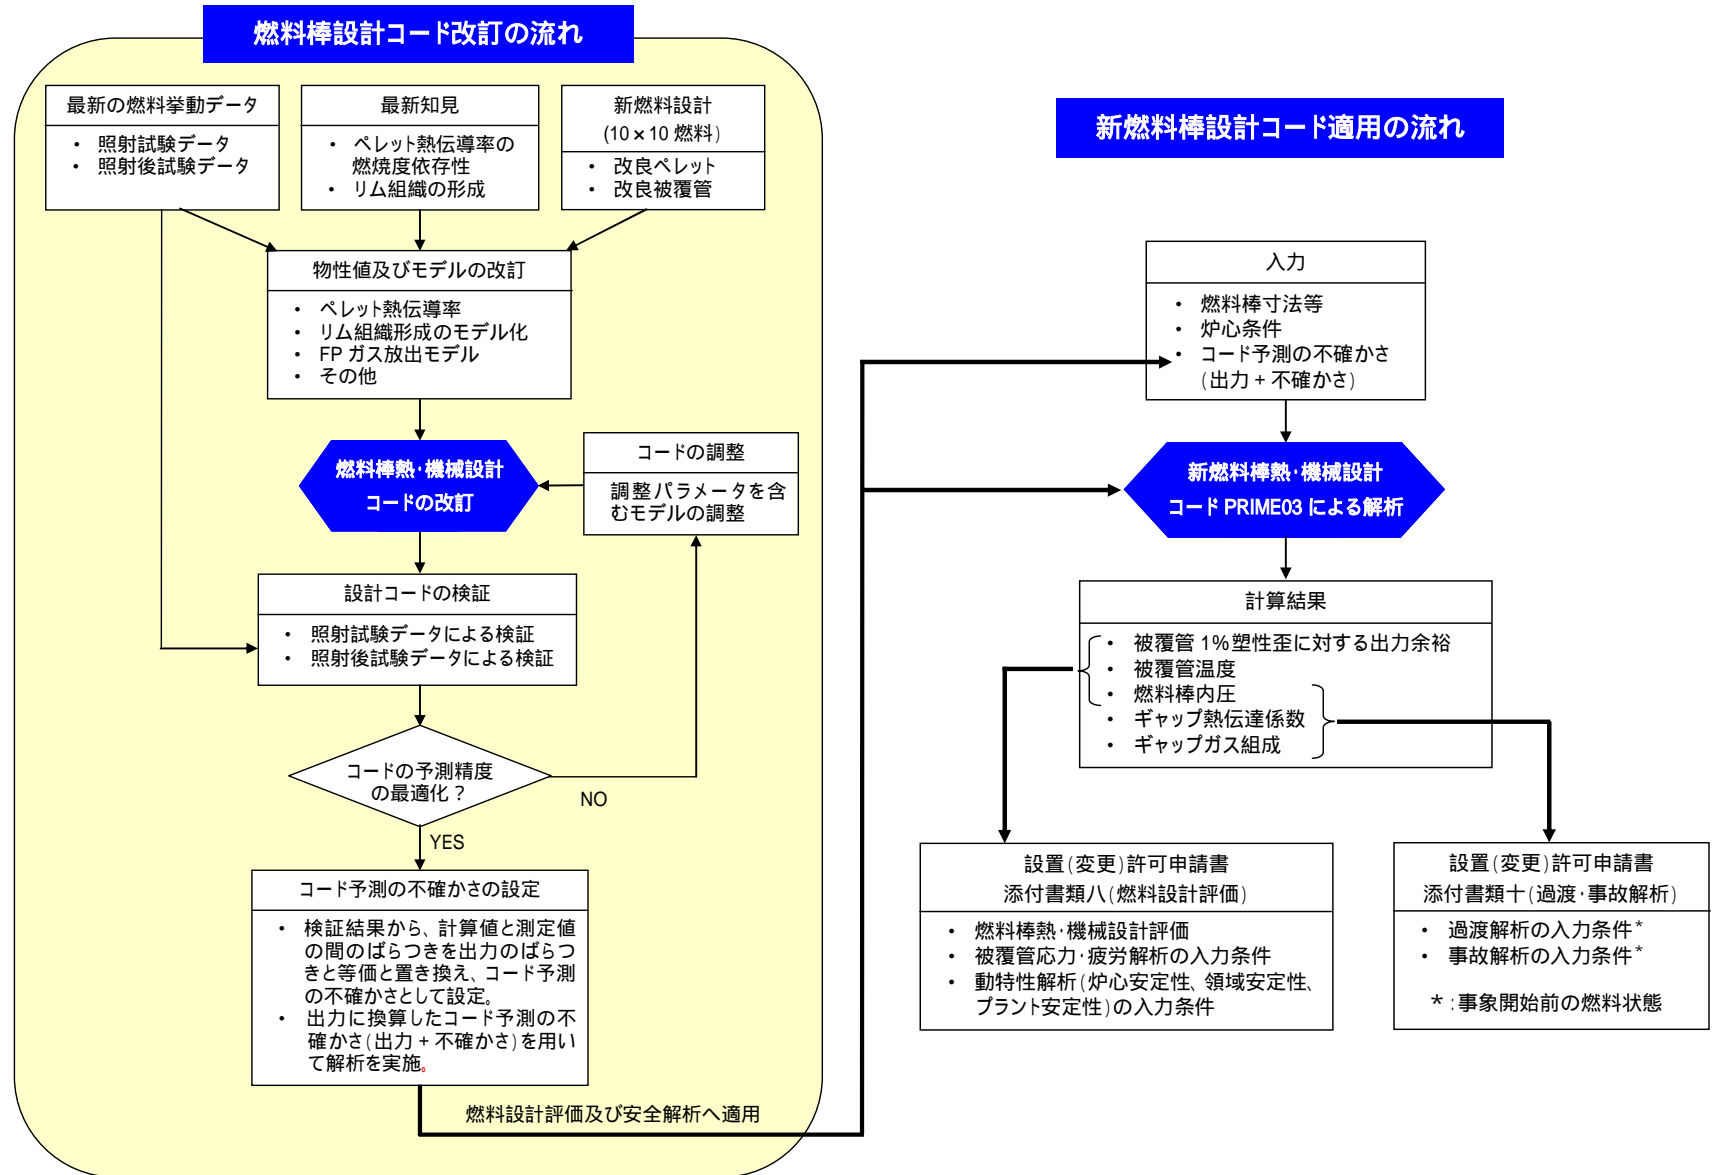 燃料棒設計コード改訂の流れ
最新の燃料挙動データ
・ 照射試験データ
・ 照射後試験データ
最新知見
・ ペレット熱伝導率の
燃焼度依存性
・ リム組織の形成
新燃料設計
(10×10 燃料)
・ 改良ペレット
・ 改良被覆管
物性値及びモデルの改訂
・ ペレット熱伝導率
・ リム組織形成のモデル化
・ FP ガス放出モデル
・ その他
燃料棒熱・機械設計
コードの改訂
コードの調整
調整パラメータを含
むモデルの調整
設計コードの検証
・ 照射試験データによる検証
・ 照射後試験データによる検証
コードの予測精度
の最適化？
NO
YES
コード予測の不確かさの設定
・ 検証結果から、計算値と測定値
の間のばらつきを出力のばらつ
きと等価と置き換え、コード予測
の不確かさとして設定。
・ 出力に換算したコード予測の不
確かさ(出力+不確かさ)を用い
て解析を実施。
燃料設計評価及び安全解析へ適用
新燃料棒設計コード適用の流れ
入力
・ 燃料棒寸法等
・ 炉心条件
・ コード予測の不確かさ
(出力+不確かさ)
新燃料棒熱・機械設計
コード PRIME03 による解析
計算結果
・ 被覆管 1%塑性歪に対する出力余裕
・ 被覆管温度
・ 燃料棒内圧
・ ギャップ熱伝達係数
・ ギャップガス組成
設置(変更)許可申請書
添付書類八(燃料設計評価)
・ 燃料棒熱・機械設計評価
・ 被覆管応力・疲労解析の入力条件
・ 動特性解析(炉心安定性、領域安定性、
プラント安定性)の入力条件
設置(変更)許可申請書
添付書類十(過渡・事故解析)
・ 過渡解析の入力条件*
・ 事故解析の入力条件*
*:事象開始前の燃料状態